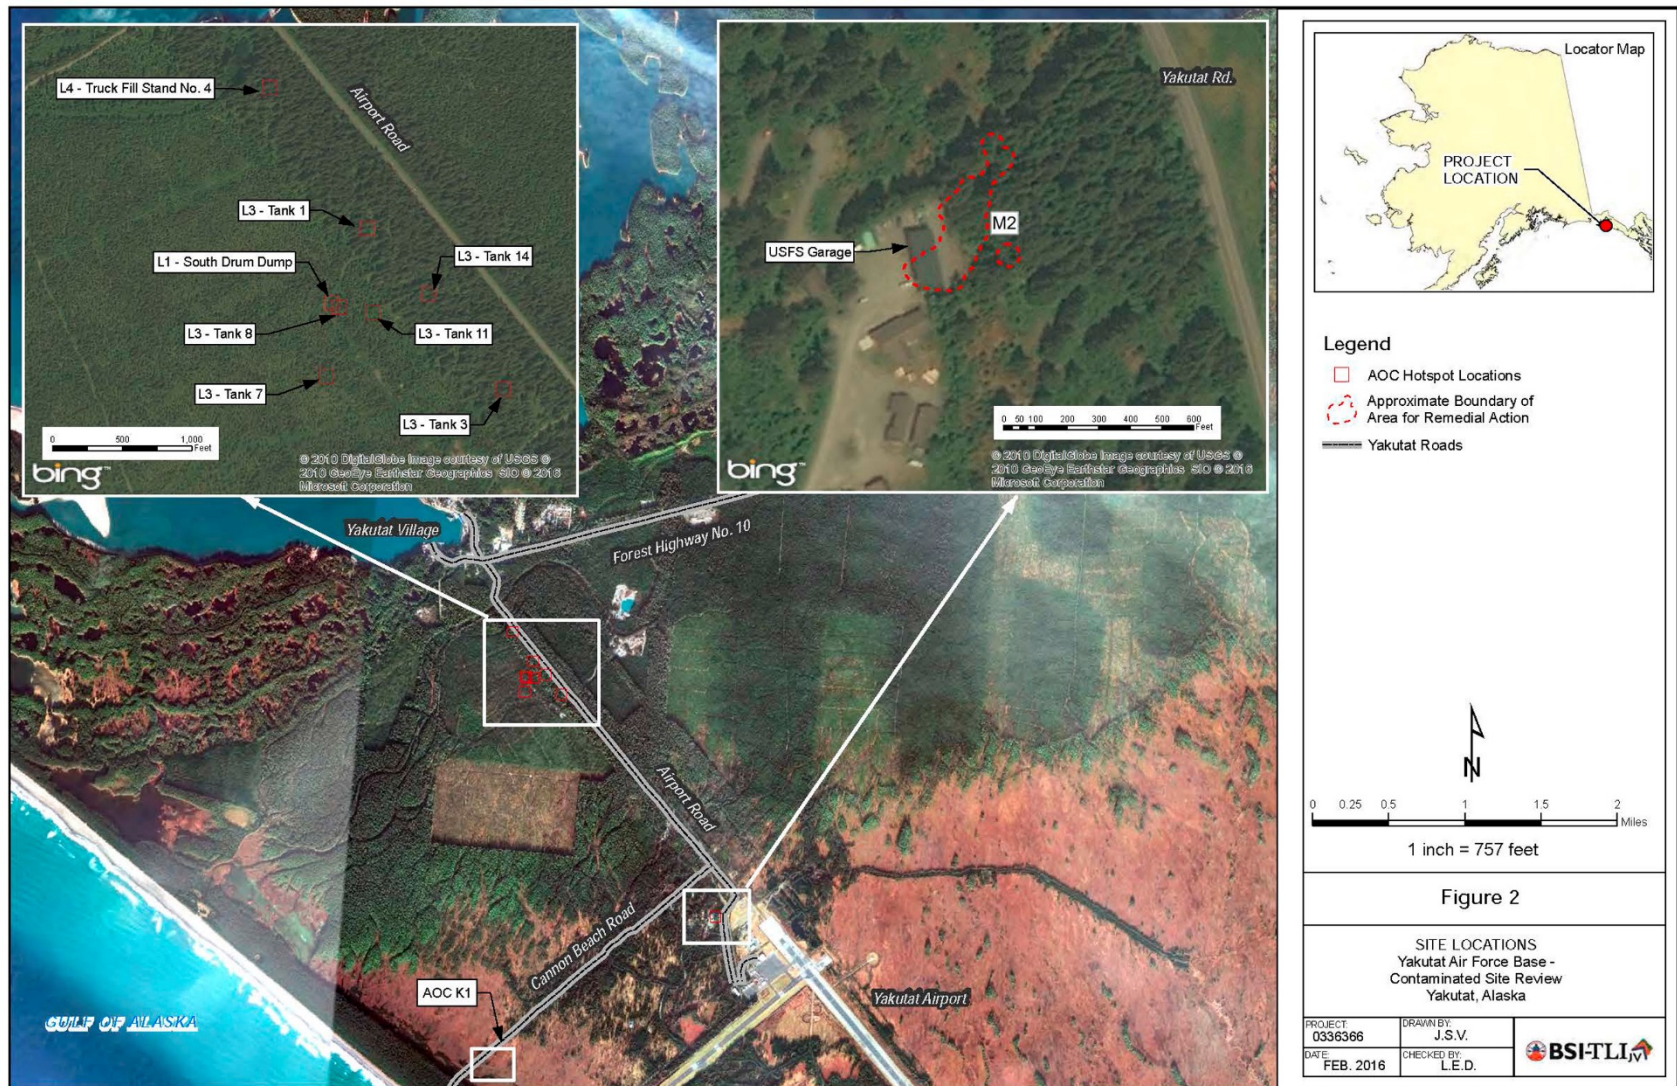 L4 - Truck Fill Stand No. 4
Airport Road
L3 - Tank 1
L3 - Tank 14
L1 - South Drum Dump
L3 - Tank 8
L3 - Tank 11
L3 - Tank 7
L3 - Tank 3
0 500 1,000
Feet
bing™
© 2010 DigitalGlobe Image courtesy of USGS ©
2010 GeoEye Earthstar Geographics SIO © 2016
Microsoft Corporation
Yakutat Rd.
M2
USFS Garage
0 50 100 200 300 400 500 600
Feet
bing™
© 2010 DigitalGlobe Image courtesy of USGS ©
2010 GeoEye Earthstar Geographics SIO © 2016
Microsoft Corporation
Yakutat Village
Forest Highway No. 10
Airport Road
Cannon Beach Road
AOC K1
Yakutat Airport
GULF OF ALASKA
Locator Map
PROJECT
LOCATION
Legend
AOC Hotspot Locations
Approximate Boundary of
Area for Remedial Action
Yakutat Roads
N
0 0.25 0.5 1 1.5 2
Miles
1 inch = 757 feet
Figure 2
SITE LOCATIONS
Yakutat Air Force Base -
Contaminated Site Review
Yakutat, Alaska
PROJECT:
0336366
DRAWN BY:
J.S.V.
DATE:
FEB. 2016
CHECKED BY:
L.E.D.
BSI-TLI JV